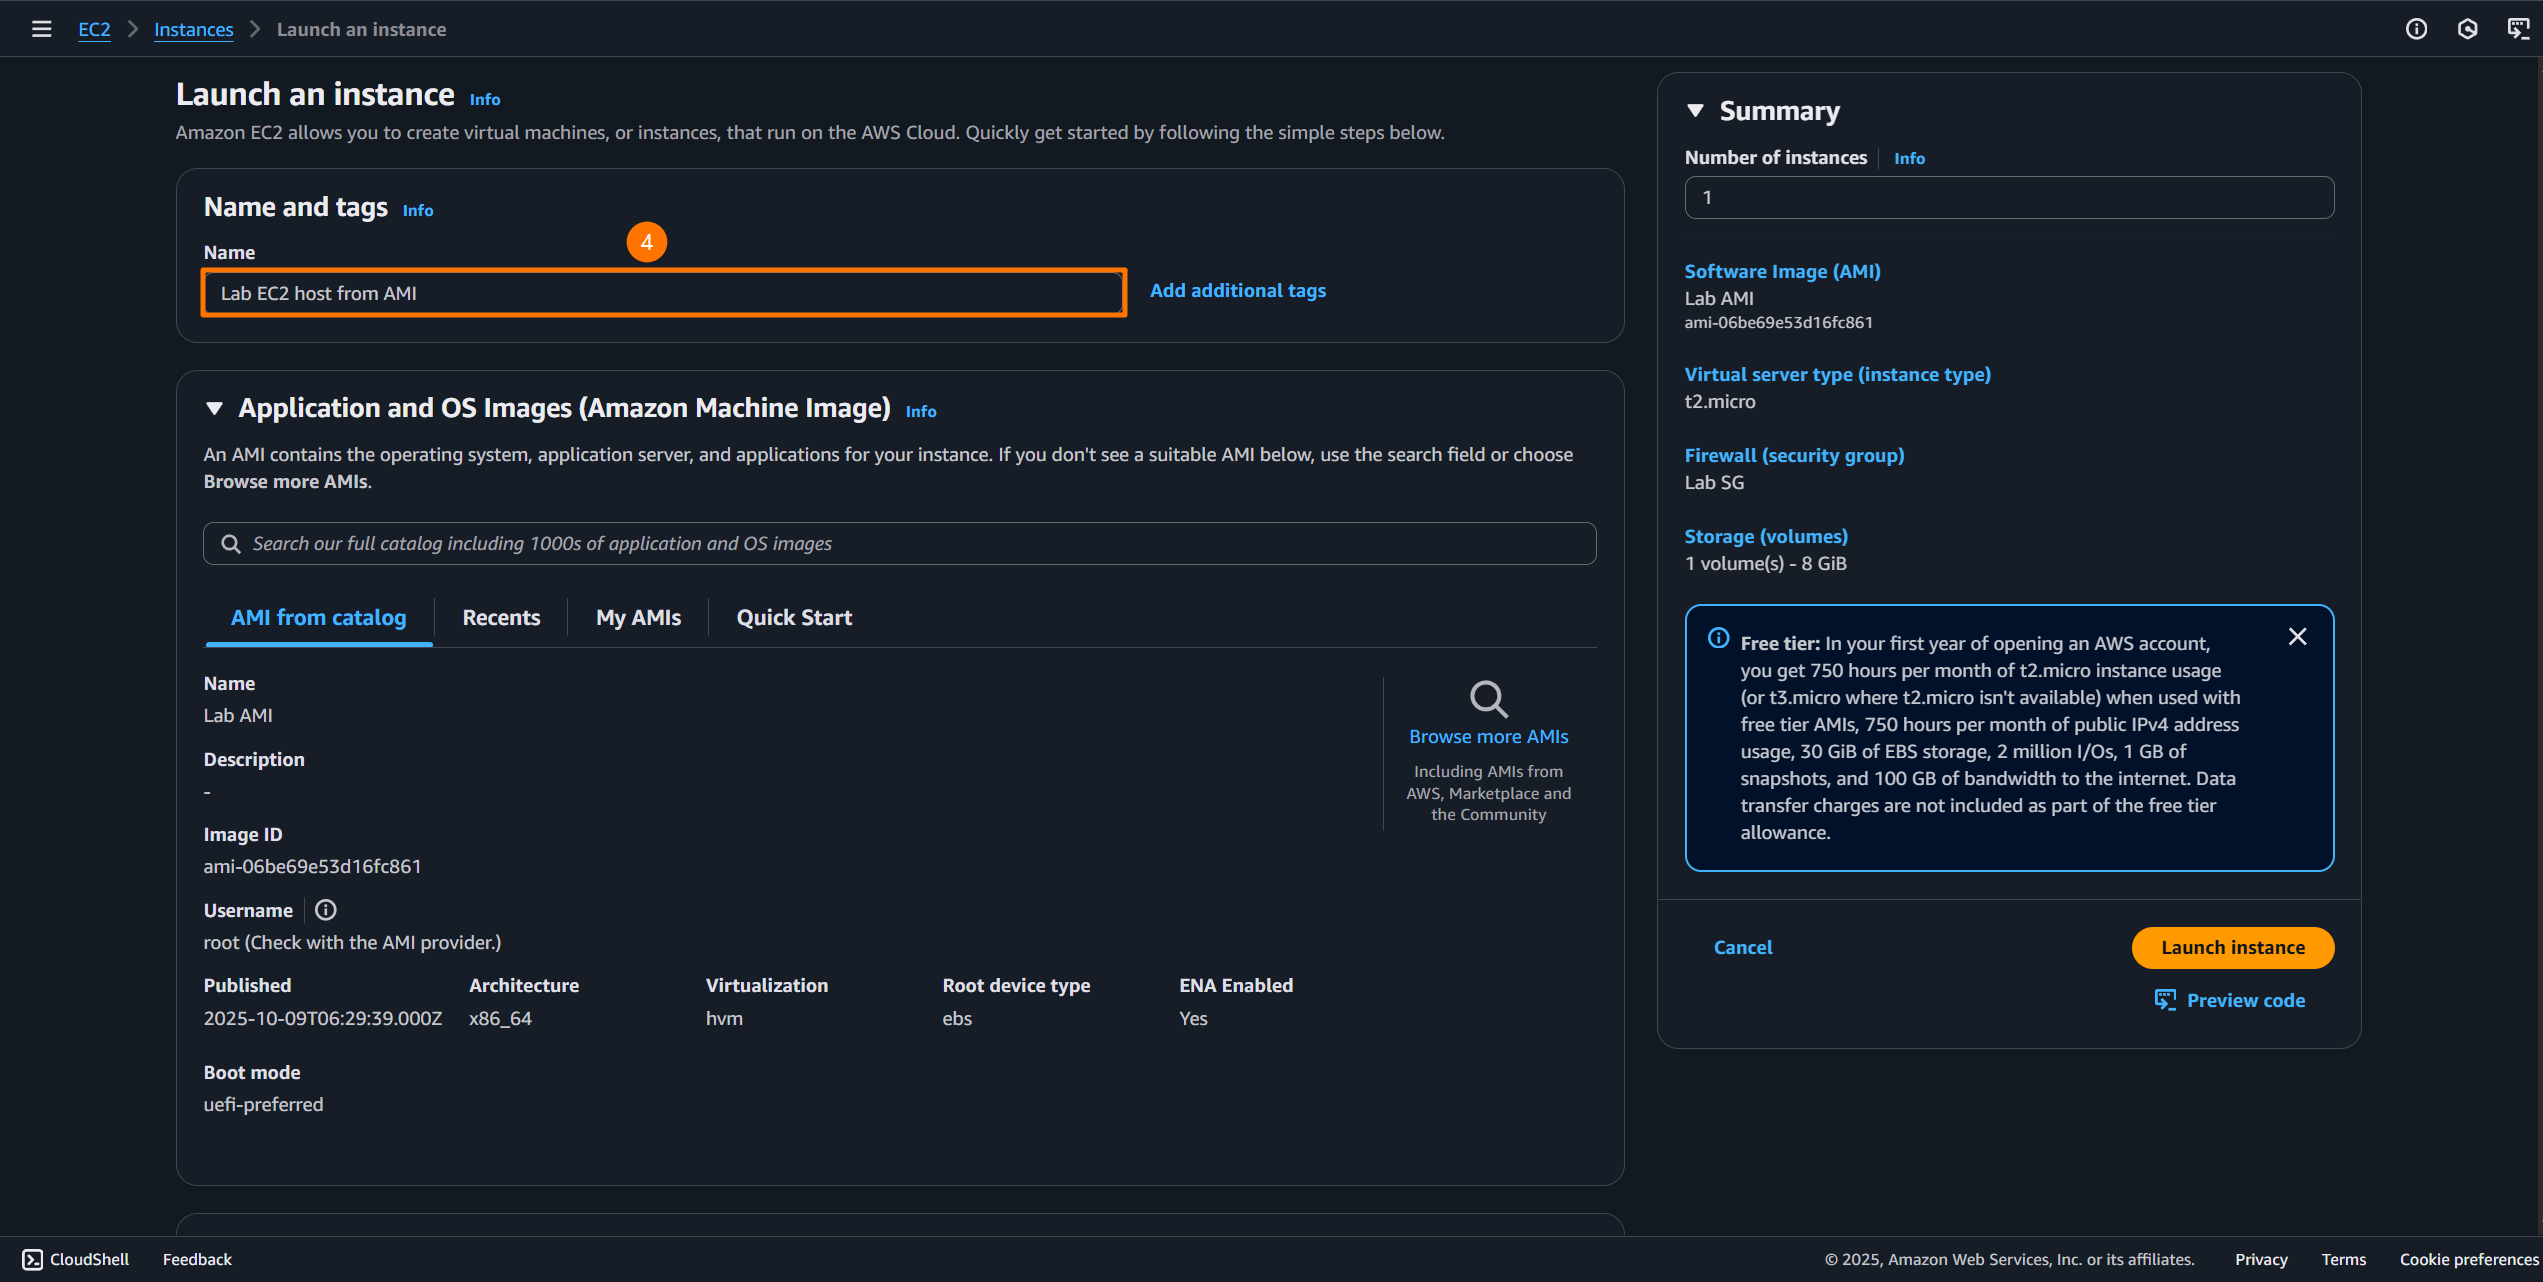 EC2 Instances Launch an instance
Launch an instance Info
Amazon EC2 allows you to create virtual machines, or instances, that run on the AWS Cloud. Quickly get started by following the simple steps below.
Name and tags Info
4
Name
Lab EC2 host from AMI
Add additional tags
Application and OS Images (Amazon Machine Image) Info
An AMI contains the operating system, application server, and applications for your instance. If you don't see a suitable AMI below, use the search field or choose
Browse more AMIs.
Search our full catalog including 1000s of application and OS images
AMI from catalog Recents My AMIs Quick Start
Name
Lab AMI
Description
-
Image ID
ami-06be69e53d16fc861
Username
root (Check with the AMI provider.)
Browse more AMIs
Including AMIs from
AWS, Marketplace and
the Community
Published Architecture Virtualization Root device type ENA Enabled
2025-10-09T06:29:39.000Z x86_64 hvm ebs Yes
Boot mode
uefi-preferred
Summary
Number of instances Info
1
Software Image (AMI)
Lab AMI
ami-06be69e53d16fc861
Virtual server type (instance type)
t2.micro
Firewall (security group)
Lab SG
Storage (volumes)
1 volume(s) - 8 GiB
Free tier: In your first year of opening an AWS account,
you get 750 hours per month of t2.micro instance usage
(or t3.micro where t2.micro isn't available) when used with
free tier AMIs, 750 hours per month of public IPv4 address
usage, 30 GiB of EBS storage, 2 million I/Os, 1 GB of
snapshots, and 100 GB of bandwidth to the internet. Data
transfer charges are not included as part of the free tier
allowance.
Cancel
Launch instance
Preview code
CloudShell Feedback
© 2025, Amazon Web Services, Inc. or its affiliates. Privacy Terms Cookie preferences